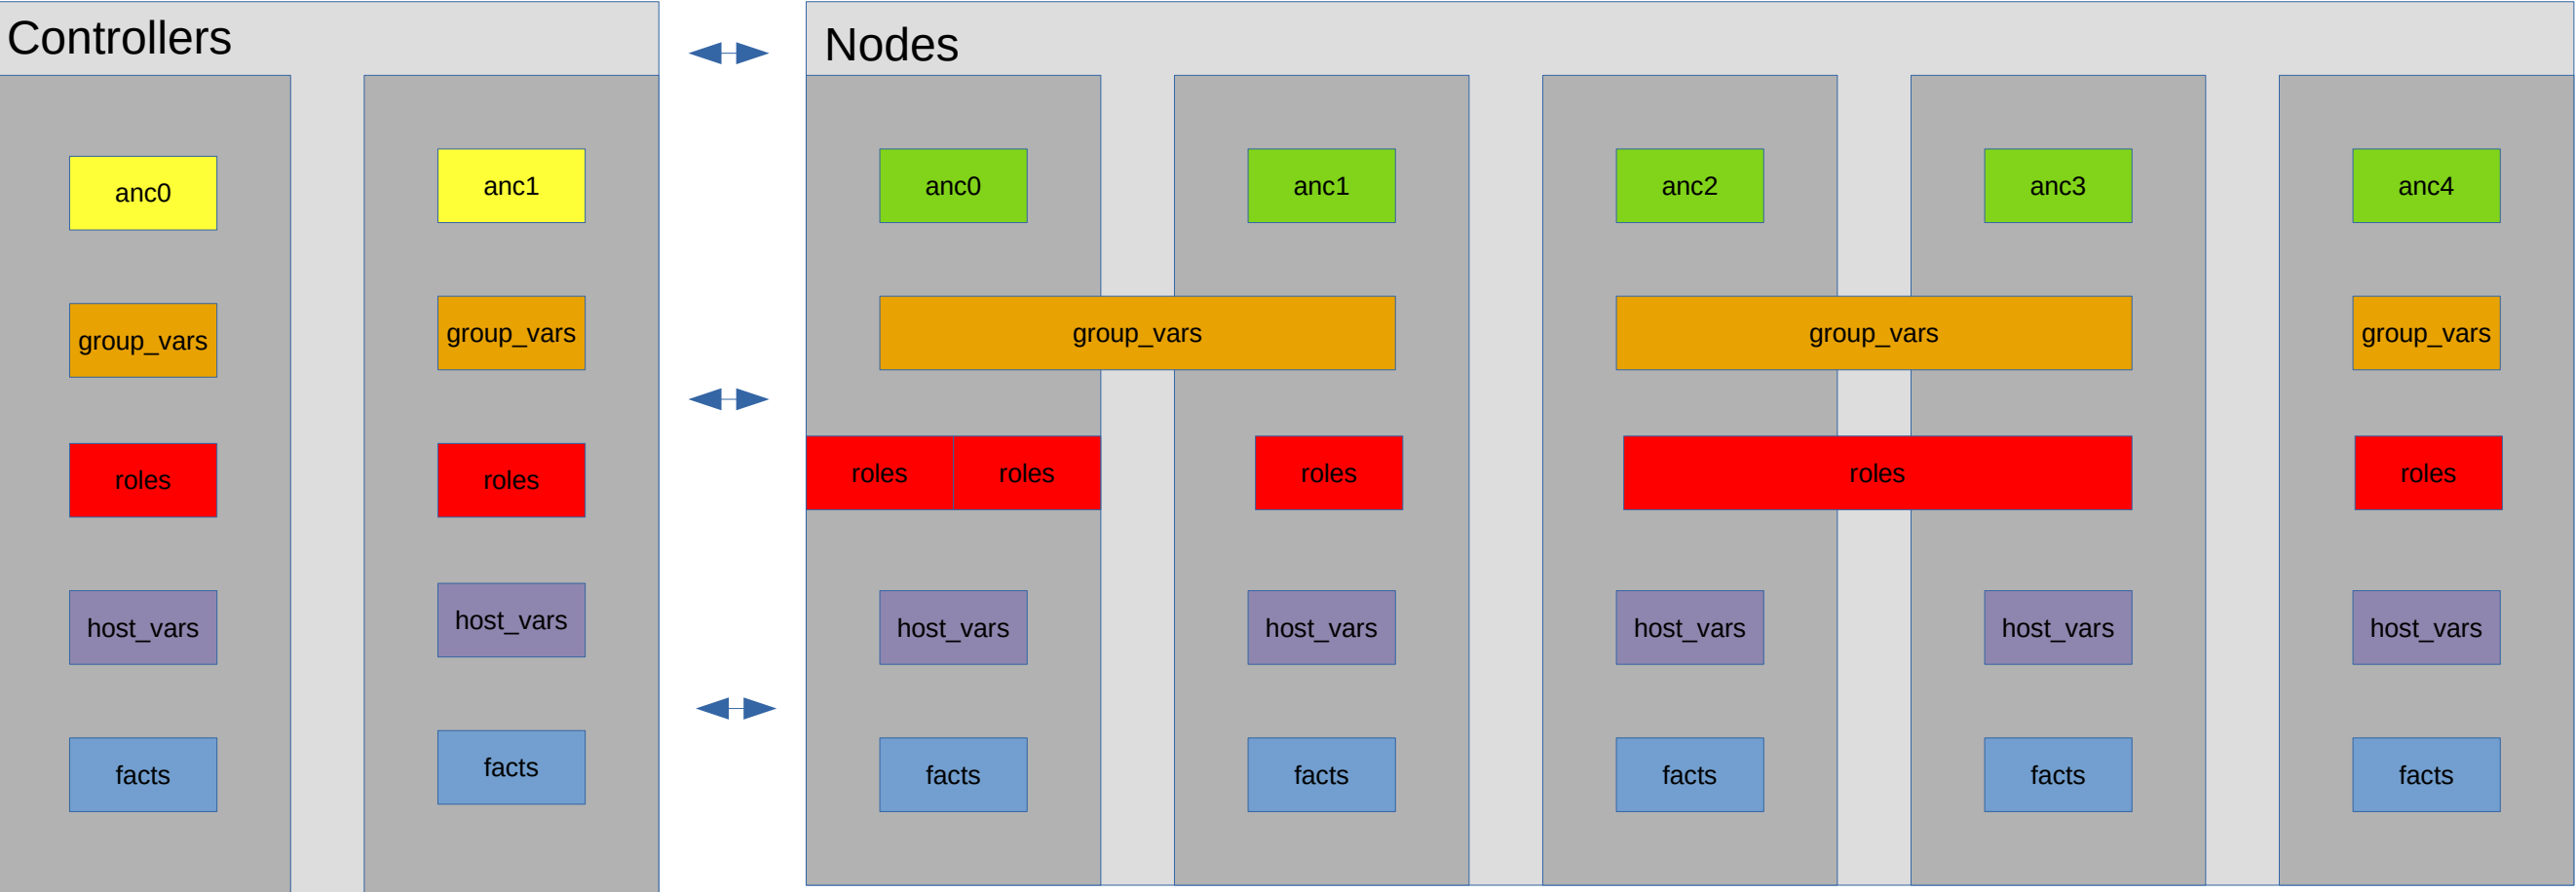 Controllers
Nodes
anc0
anc1
anc0
anc1
anc2
anc3
anc4
group_vars
group_vars
group_vars
group_vars
group_vars
roles
roles
roles
roles
roles
roles
roles
host_vars
host_vars
host_vars
host_vars
host_vars
host_vars
host_vars
facts
facts
facts
facts
facts
facts
facts